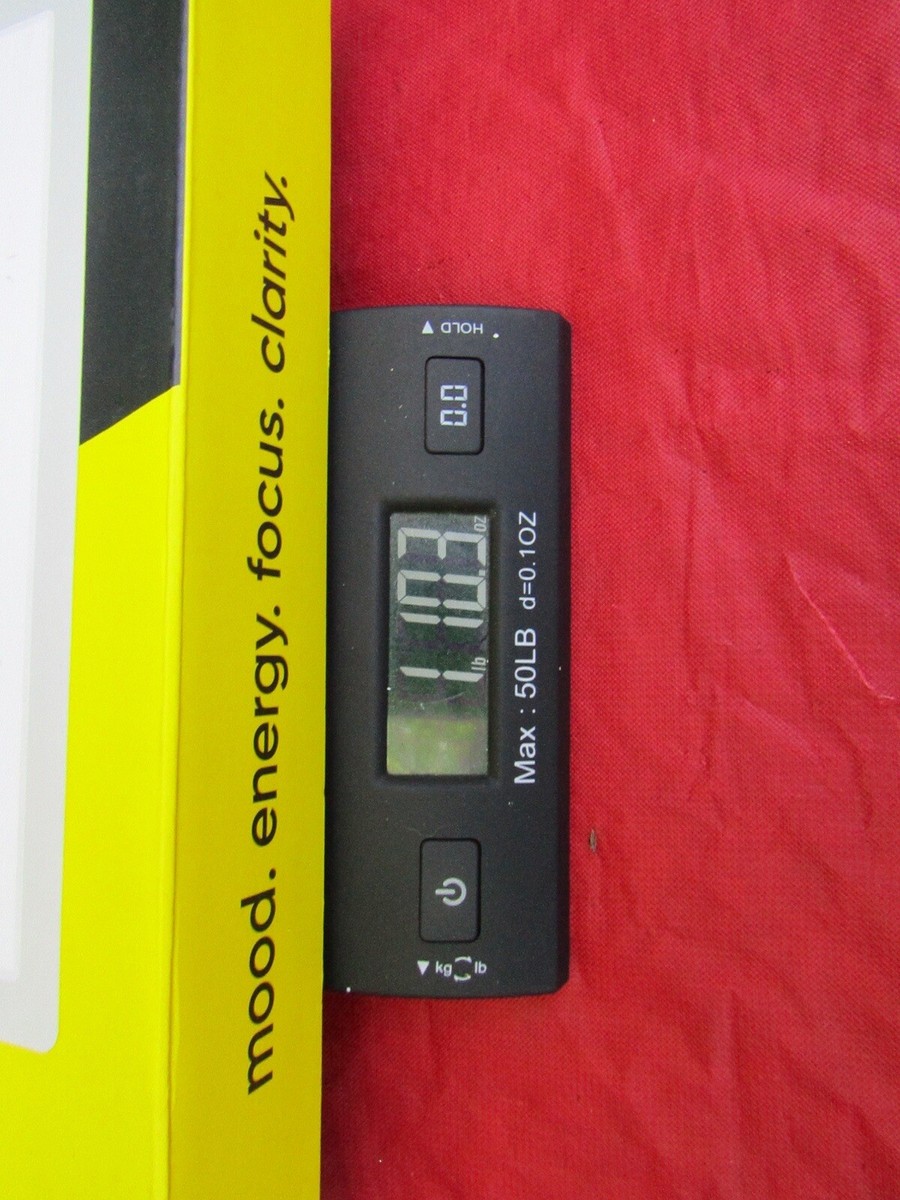 mood. energy. focus. clarity.
kg lb
1 lb 10.3 oz
0.0
HOLD
Max : 50LB d=0.1OZ